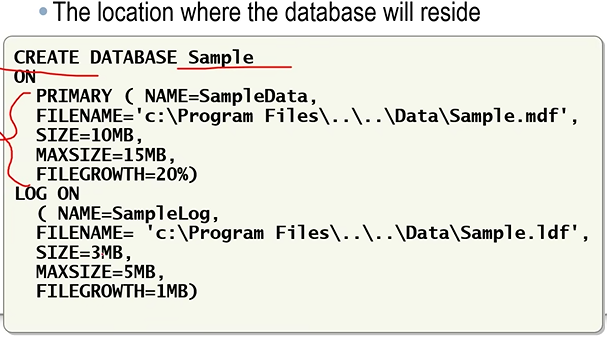 • The location where the database will reside
CREATE DATABASE Sample
ON
PRIMARY ( NAME=SampleData,
FILENAME='c:\Program Files\..\..\Data\Sample.mdf',
SIZE=10MB,
MAXSIZE=15MB,
FILEGROWTH=20%)
LOG ON
( NAME=SampleLog,
FILENAME= 'c:\Program Files\..\..\Data\Sample.ldf',
SIZE=3MB,
MAXSIZE=5MB,
FILEGROWTH=1MB)